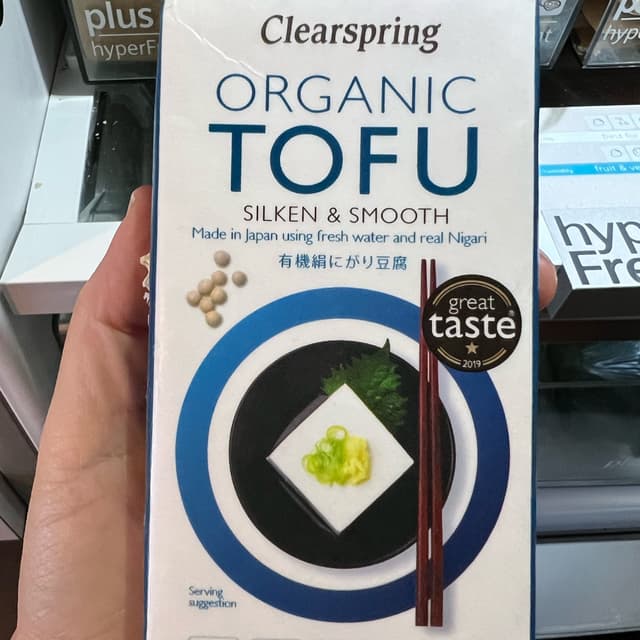 plus
Clearspring
ORGANIC
TOFU
SILKEN & SMOOTH
Made in Japan using fresh water and real Nigari
有機絹にがり豆腐
great
taste
2019
Serving
suggestion
fruit & ve
hyp
Fre